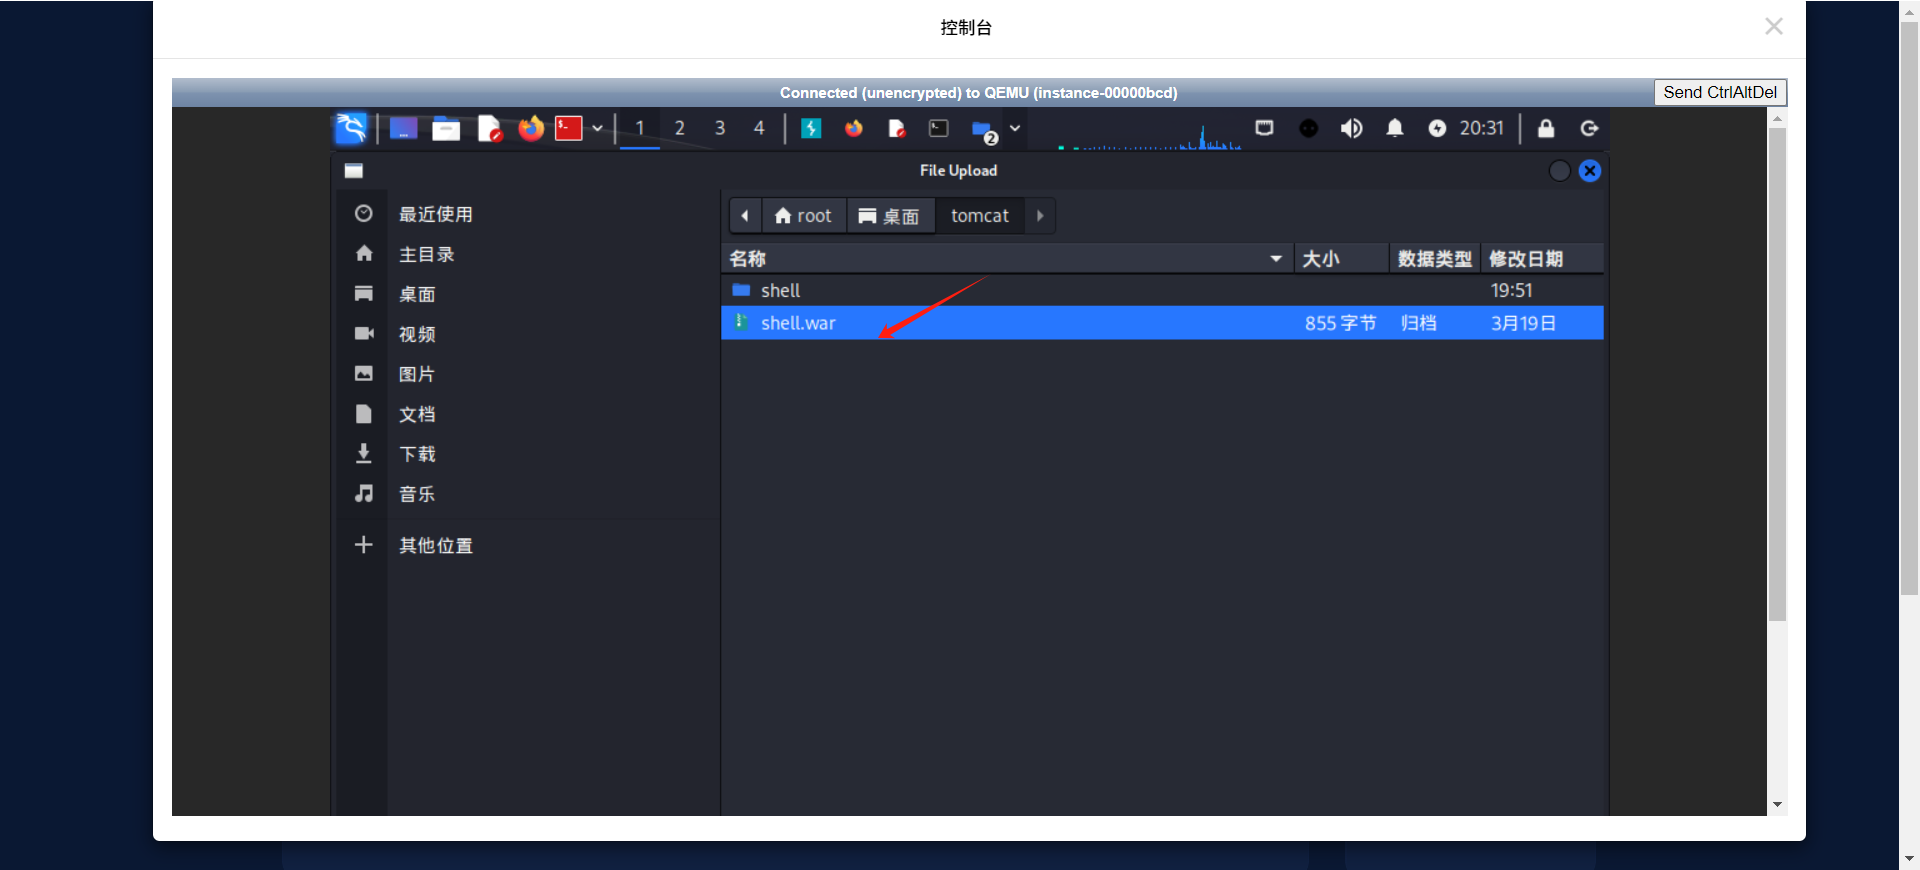 控制台
Connected (unencrypted) to QEMU (instance-00000bcd)
Send CtrlAltDel
1 2 3 4
2
20:31
File Upload
最近使用
主目录
桌面
视频
图片
文档
下载
音乐
其他位置
root 桌面 tomcat
名称 大小 数据类型 修改日期
shell 19:51
shell.war 855 字节 归档 3月19日